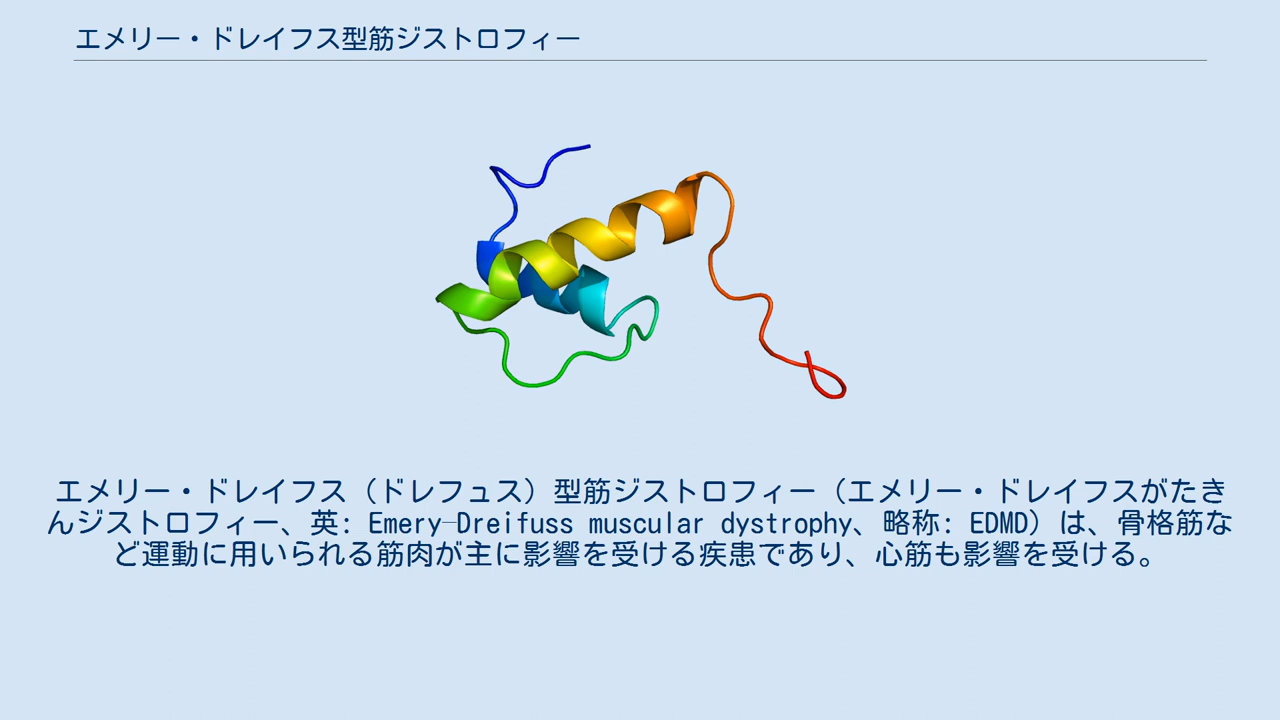 エメリー・ドレイフス型筋ジストロフィー
エメリー・ドレイフス（ドレフュス）型筋ジストロフィー（エメリー・ドレイフスがたき
んジストロフィー、英: Emery–Dreifuss muscular dystrophy、略称: EDMD）は、骨格筋な
ど運動に用いられる筋肉が主に影響を受ける疾患であり、心筋も影響を受ける。